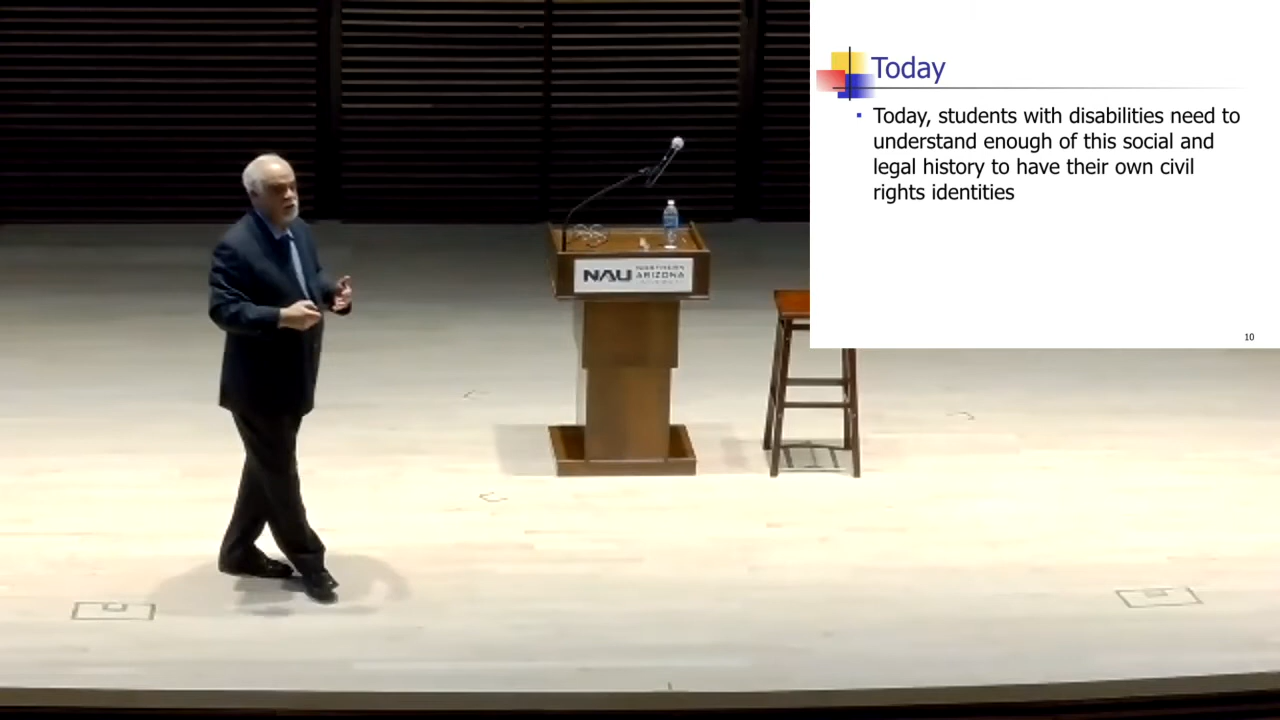 Today
Today, students with disabilities need to
understand enough of this social and
legal history to have their own civil
rights identities
NAU
NORTHERN
ARIZONA
10